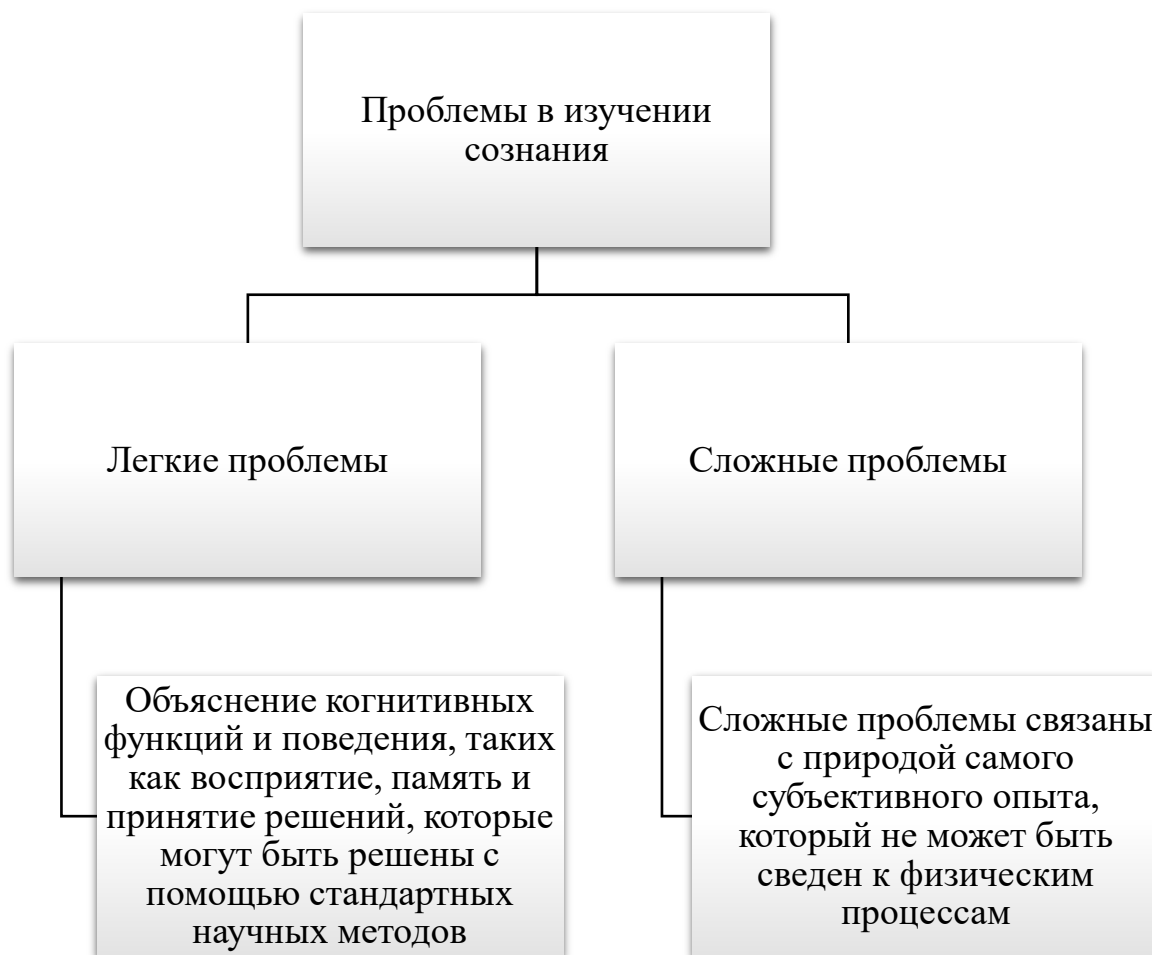 Проблемы в изучении
сознания
Легкие проблемы
Сложные проблемы
Объяснение когнитивных
функций и поведения, таких
как восприятие, память и
принятие решений, которые
могут быть решены с
помощью стандартных
научных методов
Сложные проблемы связаны
с природой самого
субъективного опыта,
который не может быть
сведен к физическим
процессам